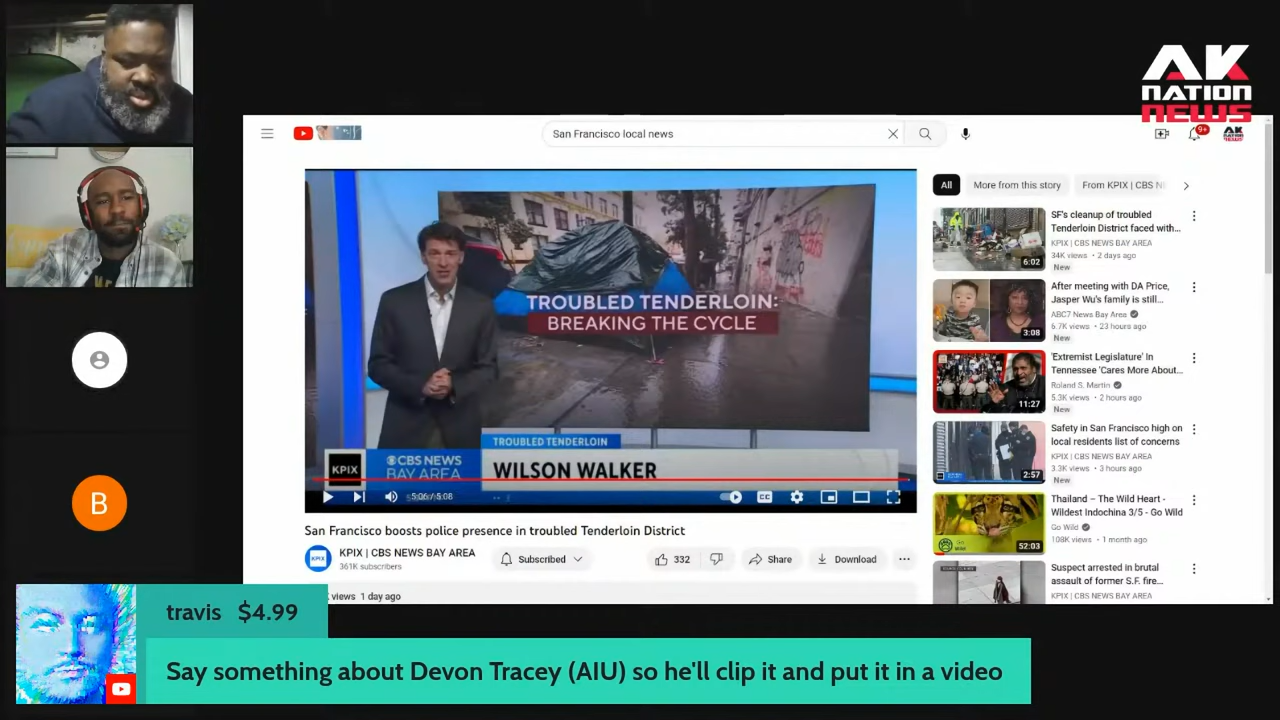 AK
NATION
NEWS
San Francisco local news
9+
AK
NATION
NEWS
TROUBLED TENDERLOIN:
BREAKING THE CYCLE
TROUBLED TENDERLOIN
KPIX
CBS NEWS
BAY AREA
WILSON WALKER
5:06 / 5:08
CC
San Francisco boosts police presence in troubled Tenderloin District
KPIX
KPIX | CBS NEWS BAY AREA
361K subscribers
Subscribed
332
Share
Download
views 1 day ago
All
More from this story
From KPIX | CBS N
SF's cleanup of troubled
Tenderloin District faced with...
KPIX | CBS NEWS BAY AREA
34K views • 2 days ago
New
6:02
After meeting with DA Price,
Jasper Wu's family is still...
ABC7 News Bay Area
6.7K views • 23 hours ago
New
3:08
'Extremist Legislature' In
Tennessee 'Cares More About...
Roland S. Martin
5.3K views • 2 hours ago
New
11:27
Safety in San Francisco high on
local residents list of concerns
KPIX | CBS NEWS BAY AREA
3.3K views • 3 hours ago
New
2:57
Thailand – The Wild Heart -
Wildest Indochina 3/5 - Go Wild
Go Wild
108K views • 1 month ago
52:03
Suspect arrested in brutal
assault of former S.F. fire...
KPIX | CBS NEWS BAY AREA
B
travis $4.99
Say something about Devon Tracey (AIU) so he'll clip it and put it in a video